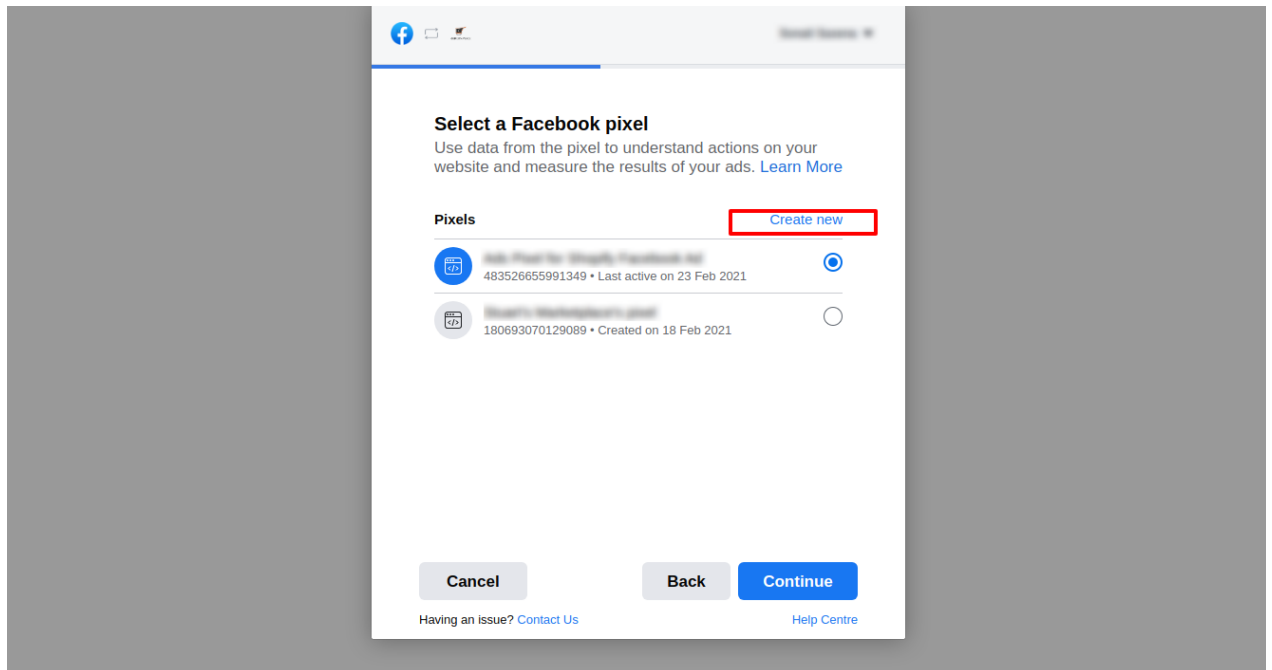 Select a Facebook pixel
Use data from the pixel to understand actions on your
website and measure the results of your ads. Learn More
Pixels Create new
483526655991349 • Last active on 23 Feb 2021
180693070129089 • Created on 18 Feb 2021
Cancel Back Continue
Having an issue? Contact Us Help Centre